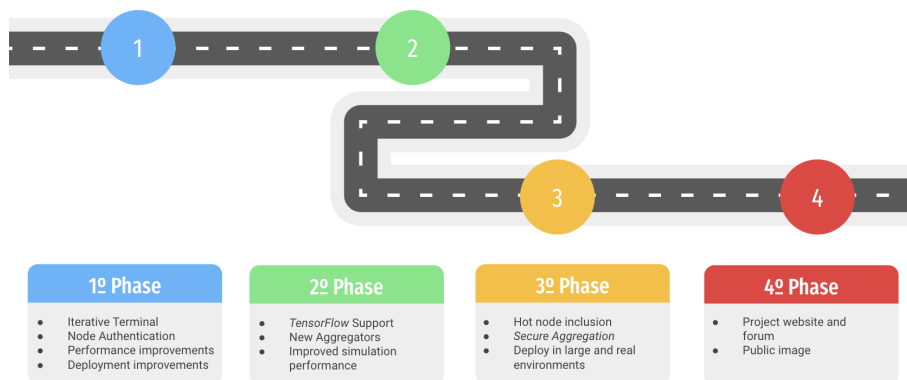 1
2
3
4
1º Phase
● Iterative Terminal
● Node Authentication
● Performance improvements
● Deployment improvements
2º Phase
● TensorFlow Support
● New Aggregators
● Improved simulation
performance
3º Phase
● Hot node inclusion
● Secure Aggregation
● Deploy in large and real
environments
4º Phase
● Project website and
forum
● Public image